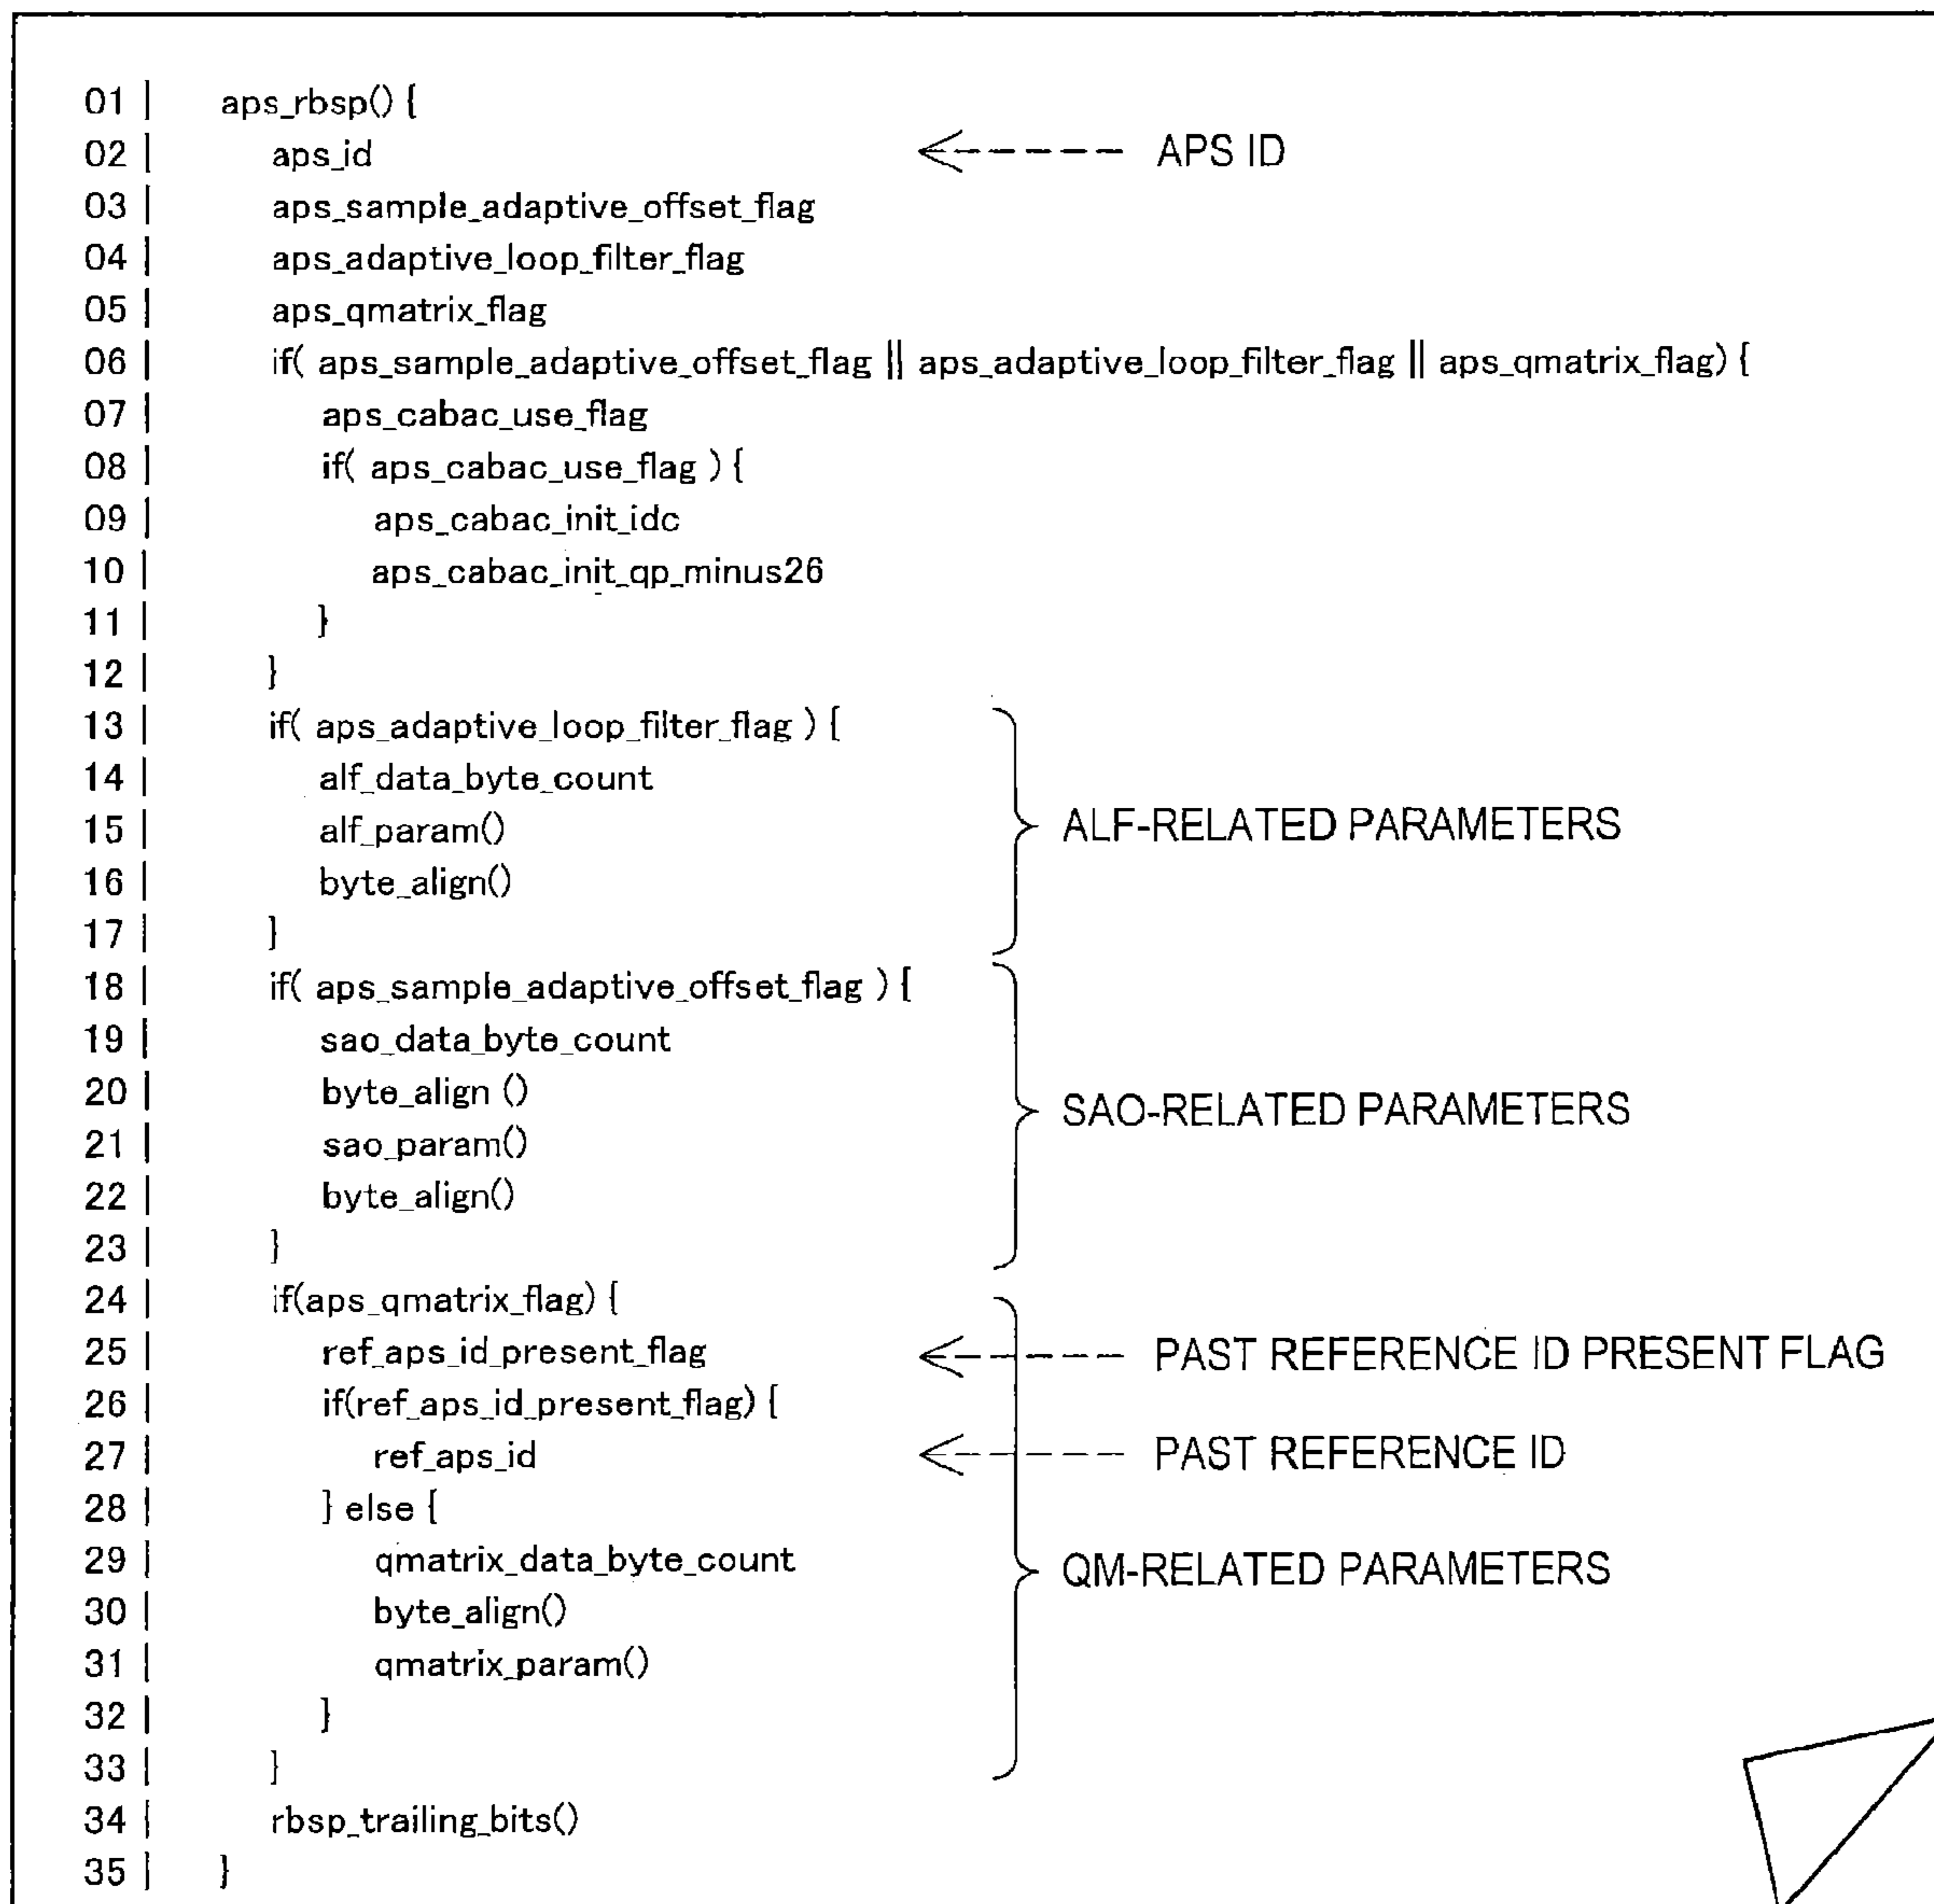 01 | aps_rbsp() {
02 | aps_id <----- APS ID
03 | aps_sample_adaptive_offset_flag
04 | aps_adaptive_loop_filter_flag
05 | aps_qmatrix_flag
06 | if( aps_sample_adaptive_offset_flag || aps_adaptive_loop_filter_flag || aps_qmatrix_flag) {
07 | aps_cabac_use_flag
08 | if( aps_cabac_use_flag ) {
09 | aps_cabac_init_idc
10 | aps_cabac_init_qp_minus26
11 | }
12 | }
13 | if( aps_adaptive_loop_filter_flag ) {
14 | alf_data_byte_count
15 | alf_param() ALF-RELATED PARAMETERS
16 | byte_align()
17 | }
18 | if( aps_sample_adaptive_offset_flag ) {
19 | sao_data_byte_count
20 | byte_align () SAO-RELATED PARAMETERS
21 | sao_param()
22 | byte_align()
23 | }
24 | if(aps_qmatrix_flag) {
25 | ref_aps_id_present_flag <----- PAST REFERENCE ID PRESENT FLAG
26 | if(ref_aps_id_present_flag) {
27 | ref_aps_id <----- PAST REFERENCE ID
28 | } else {
29 | qmatrix_data_byte_count QM-RELATED PARAMETERS
30 | byte_align()
31 | qmatrix_param()
32 | }
33 | }
34 | rbsp_trailing_bits()
35 | }